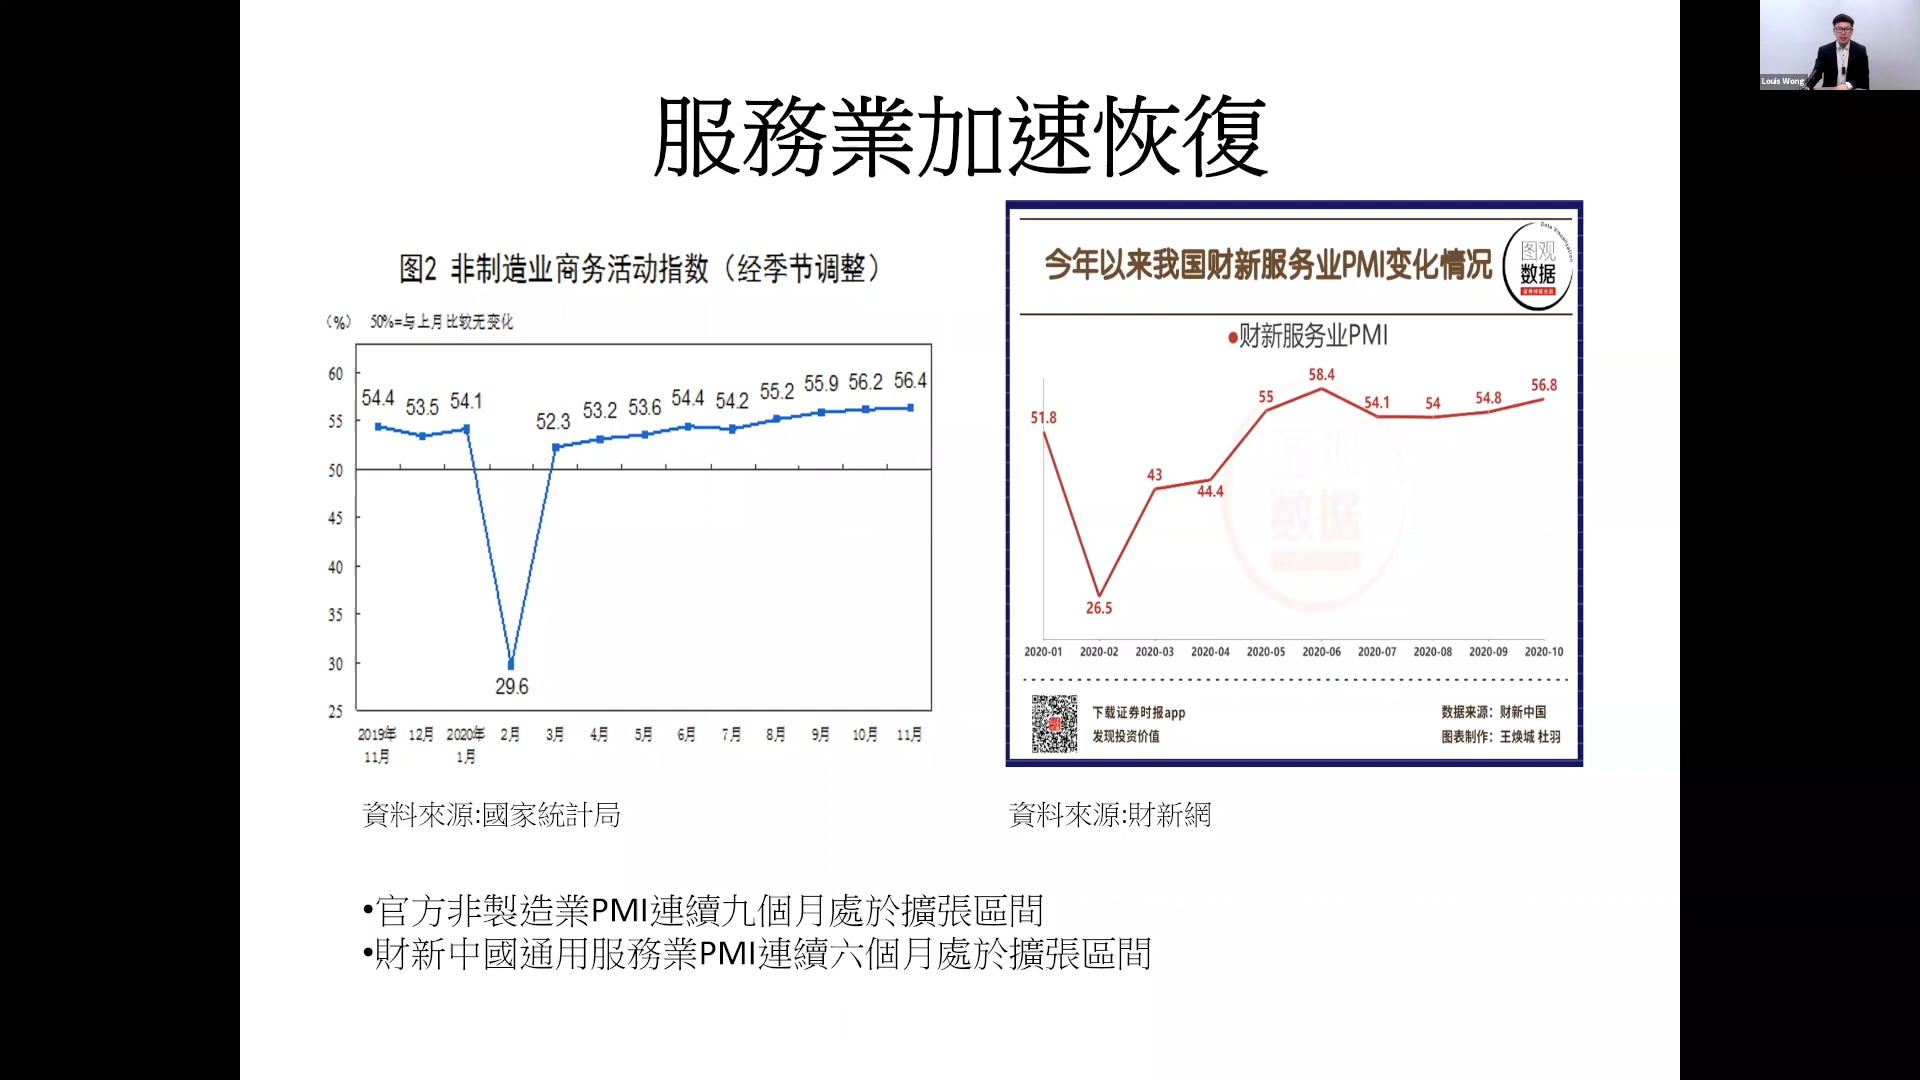 服務業加速恢復
Louis Wong
图2 非制造业商务活动指数（经季节调整）
（%） 50%=与上月比较无变化
60
55
50
45
40
35
30
25
54.4
53.5
54.1
29.6
52.3
53.2
53.6
54.4
54.2
55.2
55.9
56.2
56.4
2019年 12月 2020年 2月 3月 4月 5月 6月 7月 8月 9月 10月 11月
11月 1月
資料來源:國家統計局
今年以来我国财新服务业PMI变化情况
Data Visualization
图观
数据
●财新服务业PMI
51.8
26.5
43
44.4
55
58.4
54.1
54
54.8
56.8
图观
数据
2020-01 2020-02 2020-03 2020-04 2020-05 2020-06 2020-07 2020-08 2020-09 2020-10
下载证券时报app
发现投资价值
数据来源：财新中国
图表制作：王焕城 杜羽
資料來源:財新網
•官方非製造業PMI連續九個月處於擴張區間
•財新中國通用服務業PMI連續六個月處於擴張區間